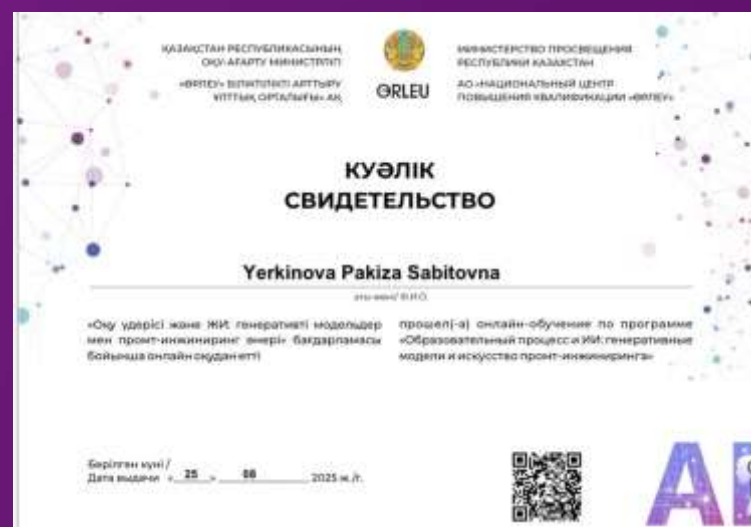 ҚАЗАҚСТАН РЕСПУБЛИКАСЫНЫҢ
ОҚУ-АҒАРТУ МИНИСТРЛІГІ
«ӨРЛЕУ» БІЛІКТІЛІКТІ АРТТЫРУ
ҰЛТТЫҚ ОРТАЛЫҒЫ» АҚ
ӨRLEU
МИНИСТЕРСТВО ПРОСВЕЩЕНИЯ
РЕСПУБЛИКИ КАЗАХСТАН
АО «НАЦИОНАЛЬНЫЙ ЦЕНТР
ПОВЫШЕНИЯ КВАЛИФИКАЦИИ «ӨРЛЕУ»
КУӘЛІК
СВИДЕТЕЛЬСТВО
Yerkinova Pakiza Sabitovna
аты-жөні/ Ф.И.О.
«Оқу үдерісі және ЖИ: генеративті модельдер
мен промт-инжиниринг өнері» бағдарламасы
бойынша онлайн оқудан өтті
прошел(-а) онлайн-обучение по программе
«Образовательный процесс и ИИ: генеративные
модели и искусство промт-инжиниринга»
Берілген күні /
Дата выдачи « 25 » 08 2025 ж./г.